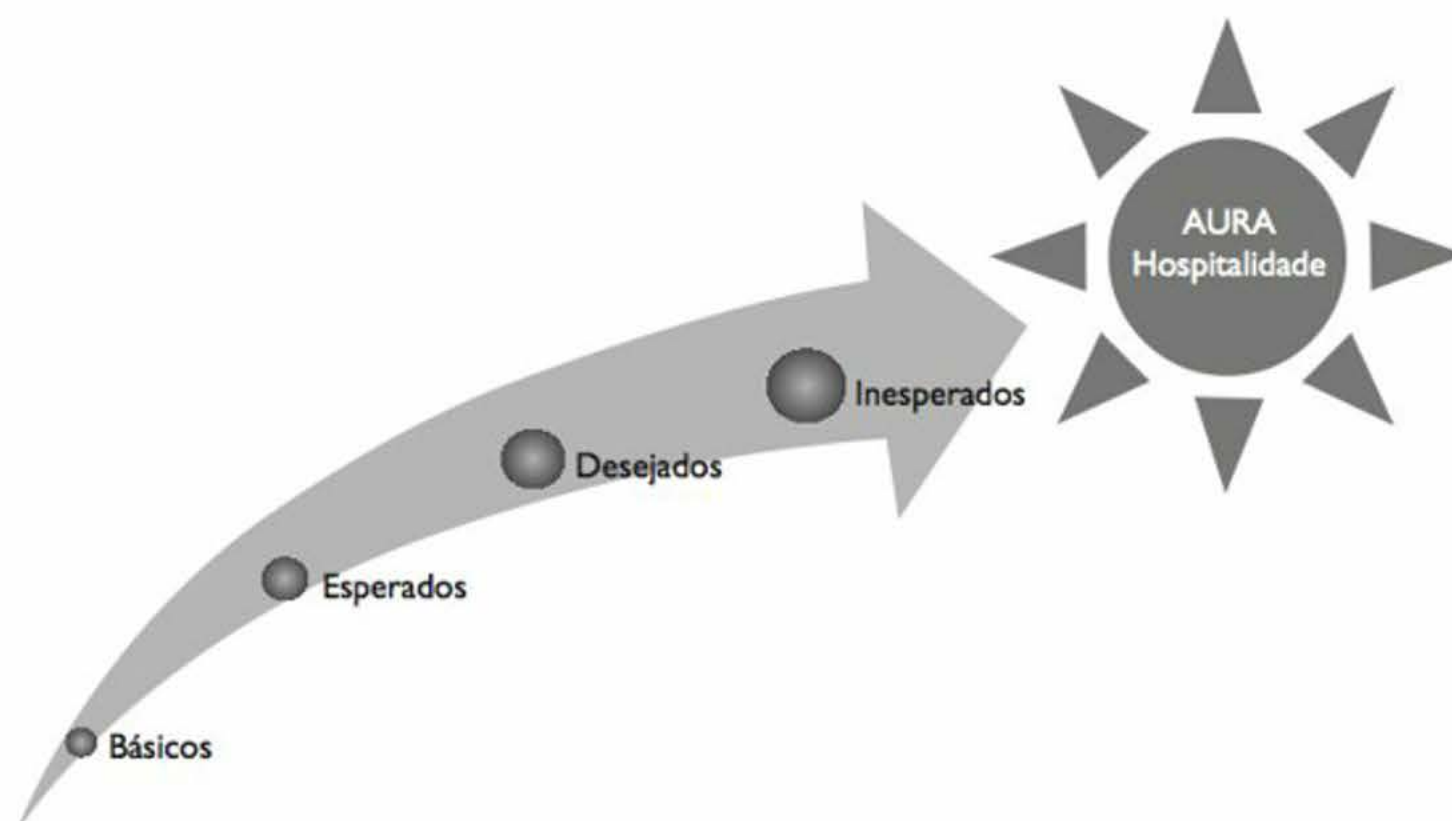 AURA
Hospitalidade
Inesperados
Desejados
Esperados
Básicos